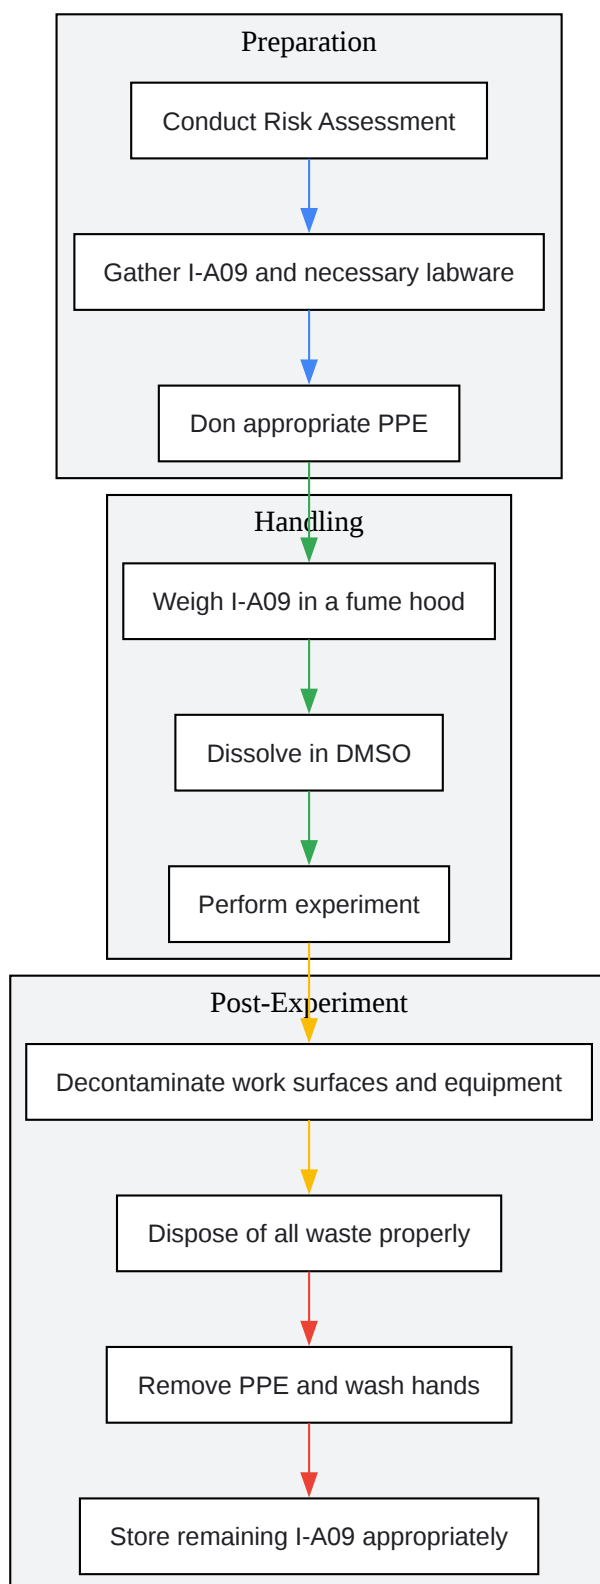 Preparation
Conduct Risk Assessment
Gather I-A09 and necessary labware
Don appropriate PPE
Handling
Weigh I-A09 in a fume hood
Dissolve in DMSO
Perform experiment
Post-Experiment
Decontaminate work surfaces and equipment
Dispose of all waste properly
Remove PPE and wash hands
Store remaining I-A09 appropriately